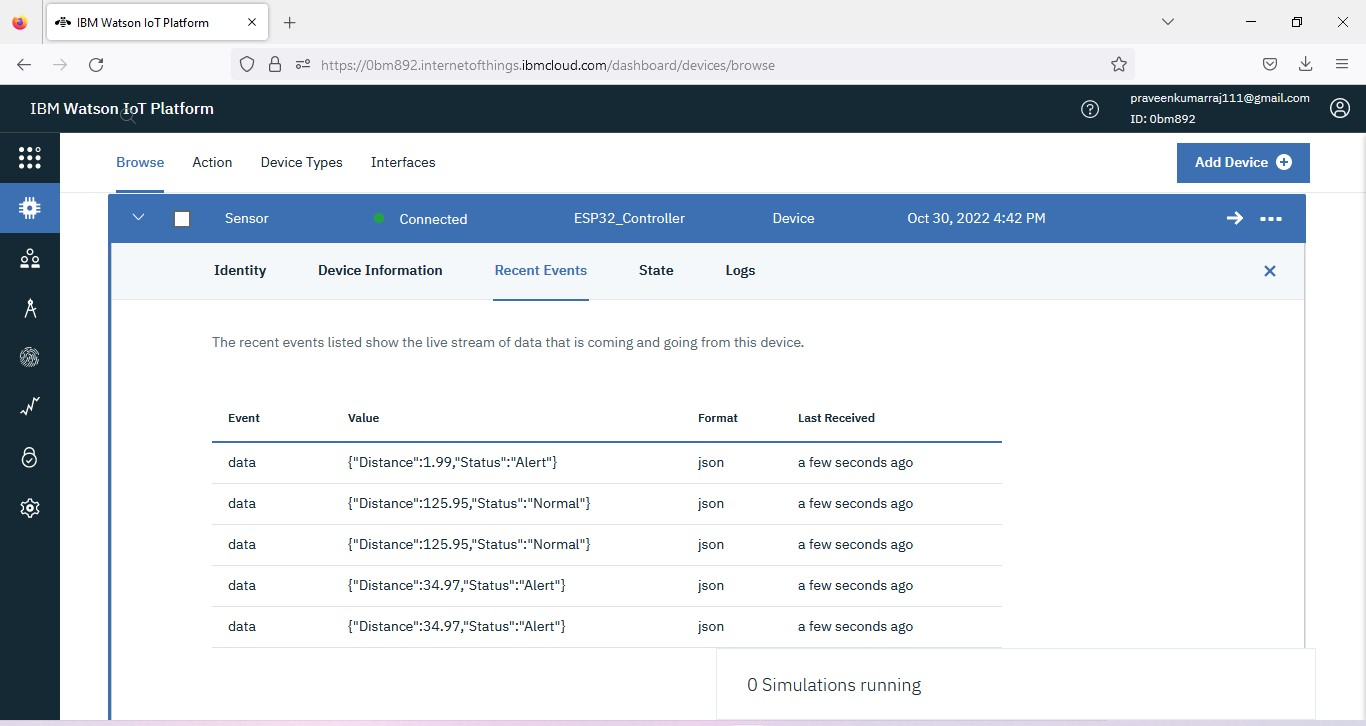 IBM Watson IoT Platform
https://0bm892.internetofthings.ibmcloud.com/dashboard/devices/browse
IBM Watson IoT Platform
praveenkumarraj111@gmail.com
ID: 0bm892
Browse Action Device Types Interfaces Add Device
Sensor Connected ESP32_Controller Device Oct 30, 2022 4:42 PM
Identity Device Information Recent Events State Logs
The recent events listed show the live stream of data that is coming and going from this device.
Event Value Format Last Received
data {"Distance":1.99,"Status":"Alert"} json a few seconds ago
data {"Distance":125.95,"Status":"Normal"} json a few seconds ago
data {"Distance":125.95,"Status":"Normal"} json a few seconds ago
data {"Distance":34.97,"Status":"Alert"} json a few seconds ago
data {"Distance":34.97,"Status":"Alert"} json a few seconds ago
0 Simulations running